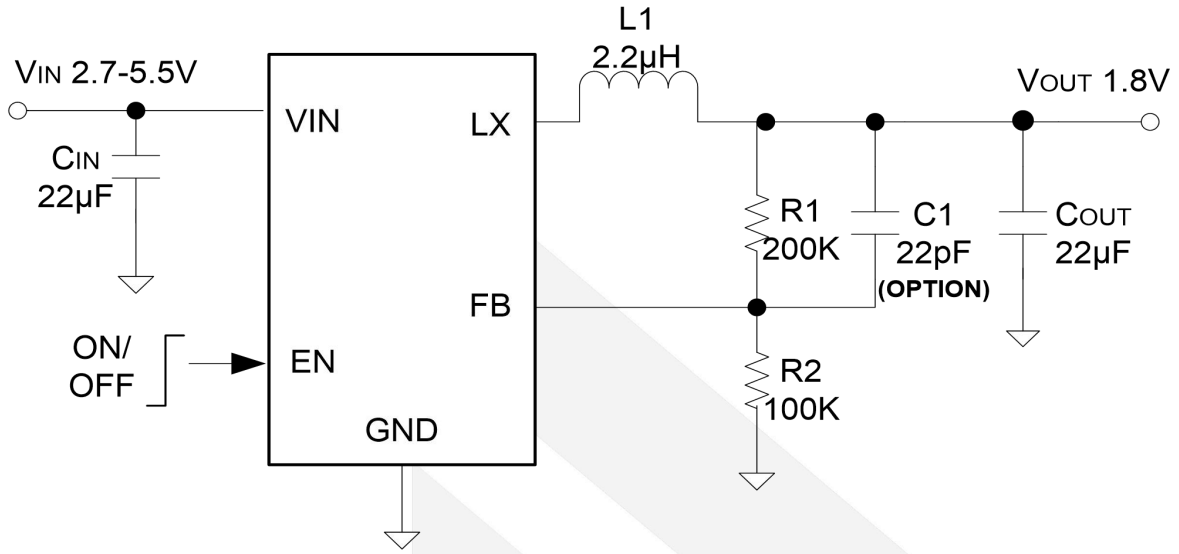 L1
2.2µH
VIN 2.7-5.5V
VOUT 1.8V
VIN
LX
CIN
22µF
R1
200K
C1
22pF
(OPTION)
COUT
22µF
FB
ON/
OFF
EN
R2
100K
GND